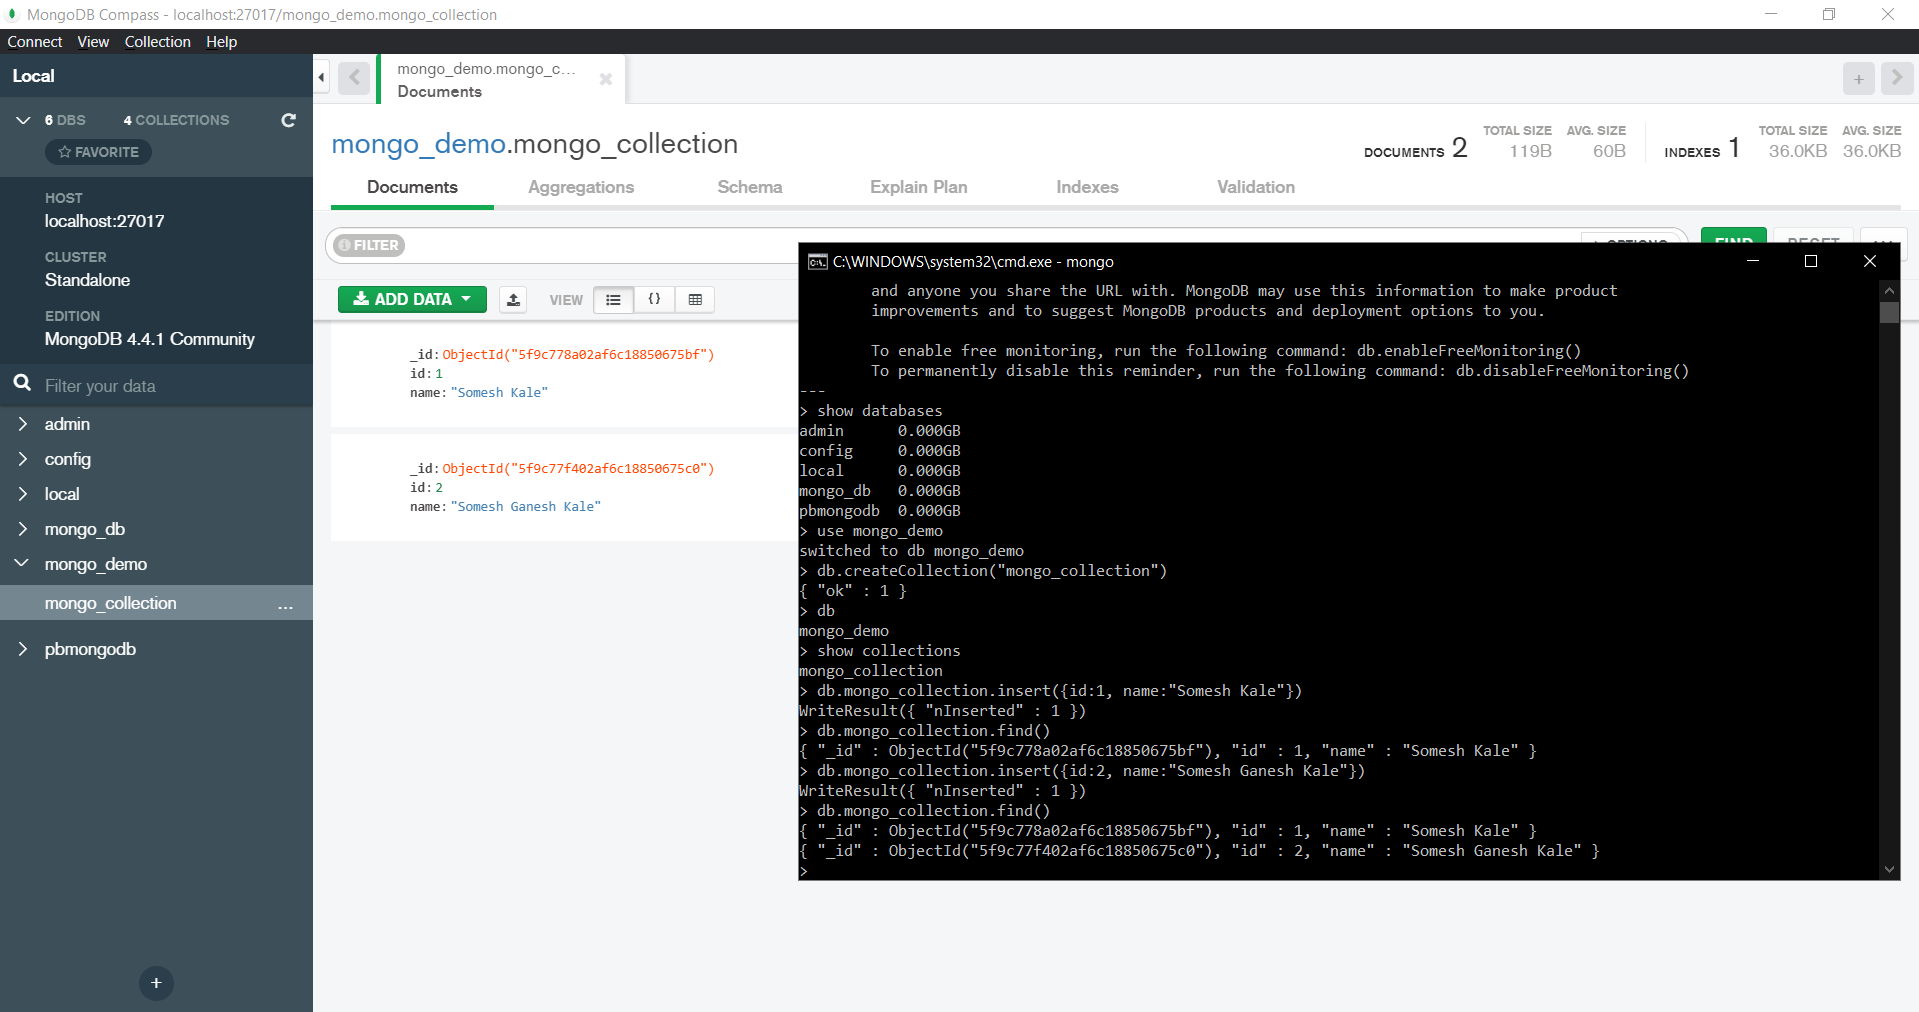 MongoDB Compass - localhost:27017/mongo_demo.mongo_collection
Connect View Collection Help
Local
6 DBS 4 COLLECTIONS
FAVORITE
HOST
localhost:27017
CLUSTER
Standalone
EDITION
MongoDB 4.4.1 Community
Filter your data
admin
config
local
mongo_db
mongo_demo
mongo_collection ...
pbmongodb
+
mongo_demo.mongo_c...
Documents
mongo_demo.mongo_collection
DOCUMENTS 2
TOTAL SIZE
119B
AVG. SIZE
60B
INDEXES 1
TOTAL SIZE
36.0KB
AVG. SIZE
36.0KB
Documents Aggregations Schema Explain Plan Indexes Validation
FILTER
OPTIONS FIND RESET
ADD DATA VIEW {}
_id: ObjectId("5f9c778a02af6c18850675bf")
id: 1
name: "Somesh Kale"
_id: ObjectId("5f9c77f402af6c18850675c0")
id: 2
name: "Somesh Ganesh Kale"
C:\WINDOWS\system32\cmd.exe - mongo
and anyone you share the URL with. MongoDB may use this information to make product
improvements and to suggest MongoDB products and deployment options to you.
To enable free monitoring, run the following command: db.enableFreeMonitoring()
To permanently disable this reminder, run the following command: db.disableFreeMonitoring()
---
> show databases
admin 0.000GB
config 0.000GB
local 0.000GB
mongo_db 0.000GB
pbmongodb 0.000GB
> use mongo_demo
switched to db mongo_demo
> db.createCollection("mongo_collection")
{ "ok" : 1 }
> db
mongo_demo
> show collections
mongo_collection
> db.mongo_collection.insert({id:1, name:"Somesh Kale"})
WriteResult({ "nInserted" : 1 })
> db.mongo_collection.find()
{ "_id" : ObjectId("5f9c778a02af6c18850675bf"), "id" : 1, "name" : "Somesh Kale" }
> db.mongo_collection.insert({id:2, name:"Somesh Ganesh Kale"})
WriteResult({ "nInserted" : 1 })
> db.mongo_collection.find()
{ "_id" : ObjectId("5f9c778a02af6c18850675bf"), "id" : 1, "name" : "Somesh Kale" }
{ "_id" : ObjectId("5f9c77f402af6c18850675c0"), "id" : 2, "name" : "Somesh Ganesh Kale" }
>